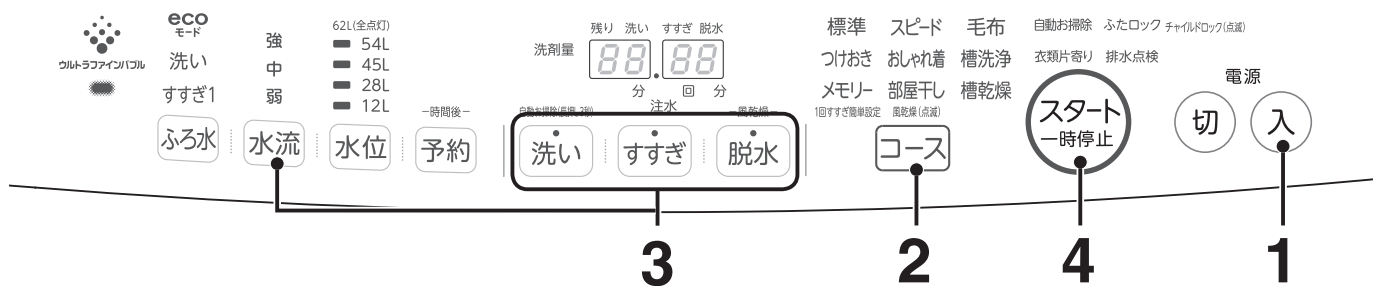 eco
モード
洗い
すすぎ1
ウルトラファインバブル
ふろ水
強
中
弱
水流
62L(全点灯)
54L
45L
28L
12L
水位
−時間後−
予約
洗剤量
残り 洗い すすぎ 脱水
88.88
分 回 分
注水
自動お掃除(長押し3秒)
−風乾燥−
洗い
すすぎ
脱水
標準 スピード 毛布
つけおき おしゃれ着 槽洗浄
メモリー 部屋干し 槽乾燥
1回すすぎ簡単設定 風乾燥(点滅)
コース
自動お掃除 ふたロック チャイルドロック(点滅)
衣類片寄り 排水点検
スタート
一時停止
電源
切
入
3
2
4
1